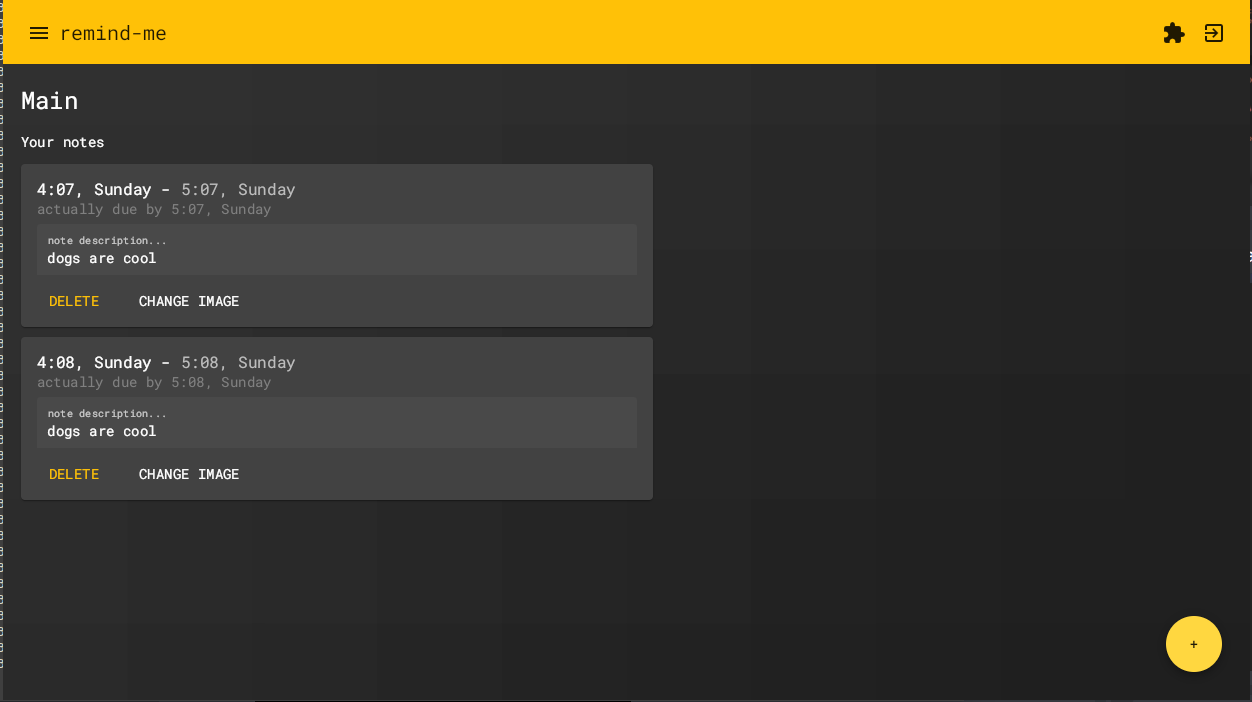 remind-me
Main
Your notes
4:07, Sunday - 5:07, Sunday
actually due by 5:07, Sunday
note description...
dogs are cool
DELETE CHANGE IMAGE
4:08, Sunday - 5:08, Sunday
actually due by 5:08, Sunday
note description...
dogs are cool
DELETE CHANGE IMAGE
+